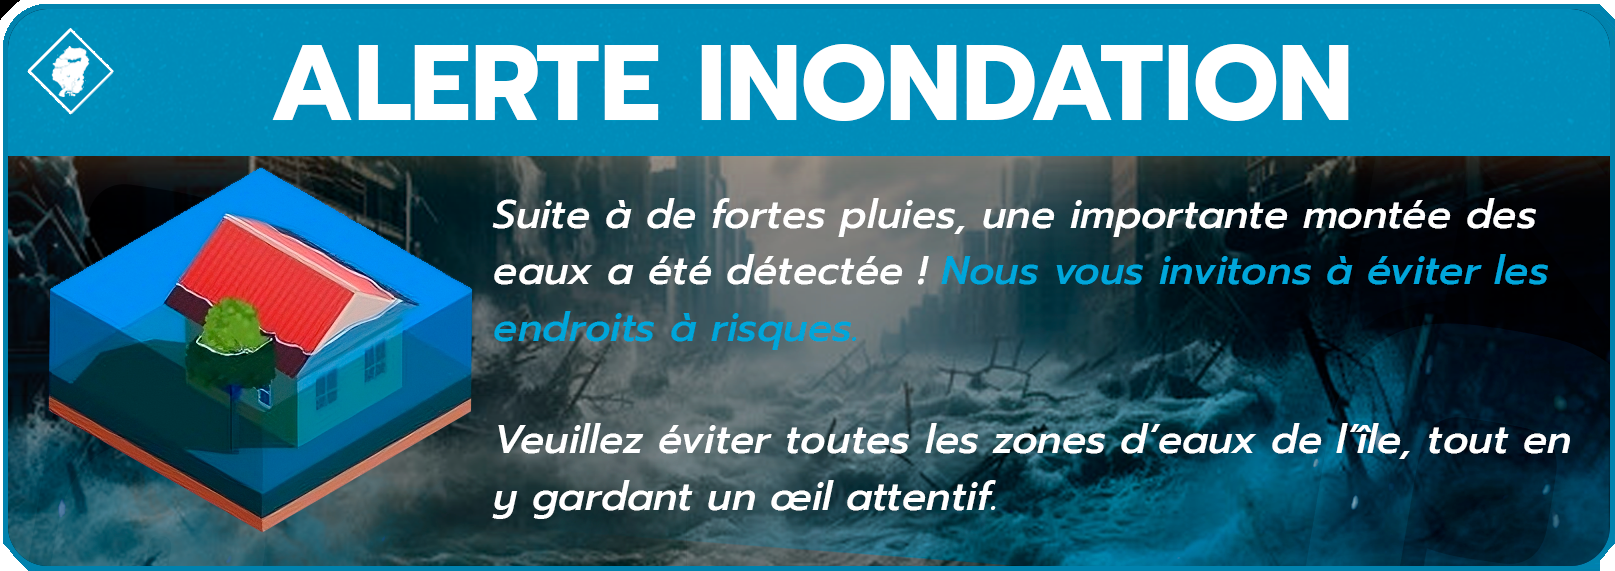 ALERTE INONDATION
Suite à de fortes pluies, une importante montée des
eaux a été détectée ! Nous vous invitons à éviter les
endroits à risques.
Veuillez éviter toutes les zones d’eaux de l’île, tout en
y gardant un œil attentif.